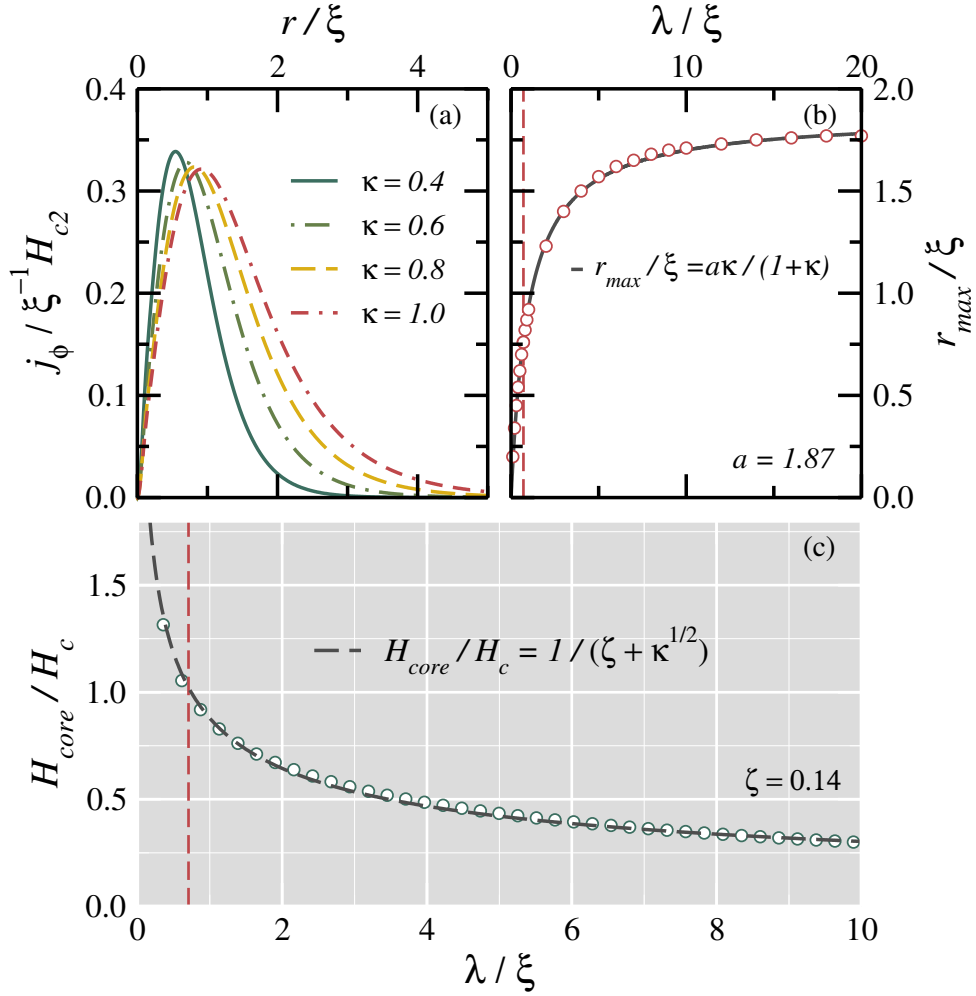 r / ξ
λ / ξ
0 2 4
0 10 20
0.4 (a) (b) 2.0
κ = 0.4
κ = 0.6
κ = 0.8
κ = 1.0
0.3 1.5
r_max / ξ = aκ / (1+κ)
0.2 1.0
0.1 0.5
a = 1.87
0.0 0.0
j_ϕ / ξ^{-1} H_{c2}
r_max / ξ
(c)
1.5
H_core / H_c = 1 / (ζ + κ^{1/2})
1.0
ζ = 0.14
0.5
0.0
H_core / H_c
0 2 4 6 8 10
λ / ξ